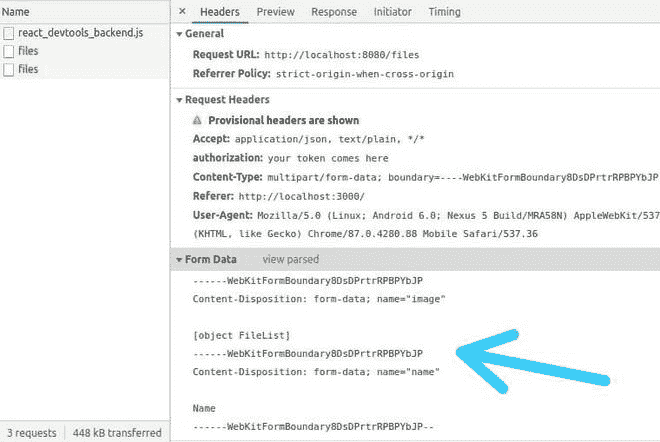 Name
react_devtools_backend.js
files
files
3 requests 448 kB transferred
× Headers Preview Response Initiator Timing
General
Request URL: http://localhost:8080/files
Referrer Policy: strict-origin-when-cross-origin
Request Headers
Provisional headers are shown
Accept: application/json, text/plain, */*
authorization: your token comes here
Content-Type: multipart/form-data; boundary=----WebKitFormBoundary8DsDPrtrRPBPYbJP
Referer: http://localhost:3000/
User-Agent: Mozilla/5.0 (Linux; Android 6.0; Nexus 5 Build/MRA58N) AppleWebKit/537
(KHTML, like Gecko) Chrome/87.0.4280.88 Mobile Safari/537.36
Form Data view parsed
------WebKitFormBoundary8DsDPrtrRPBPYbJP
Content-Disposition: form-data; name="image"
[object FileList]
------WebKitFormBoundary8DsDPrtrRPBPYbJP
Content-Disposition: form-data; name="name"
Name
------WebKitFormBoundary8DsDPrtrRPBPYbJP--